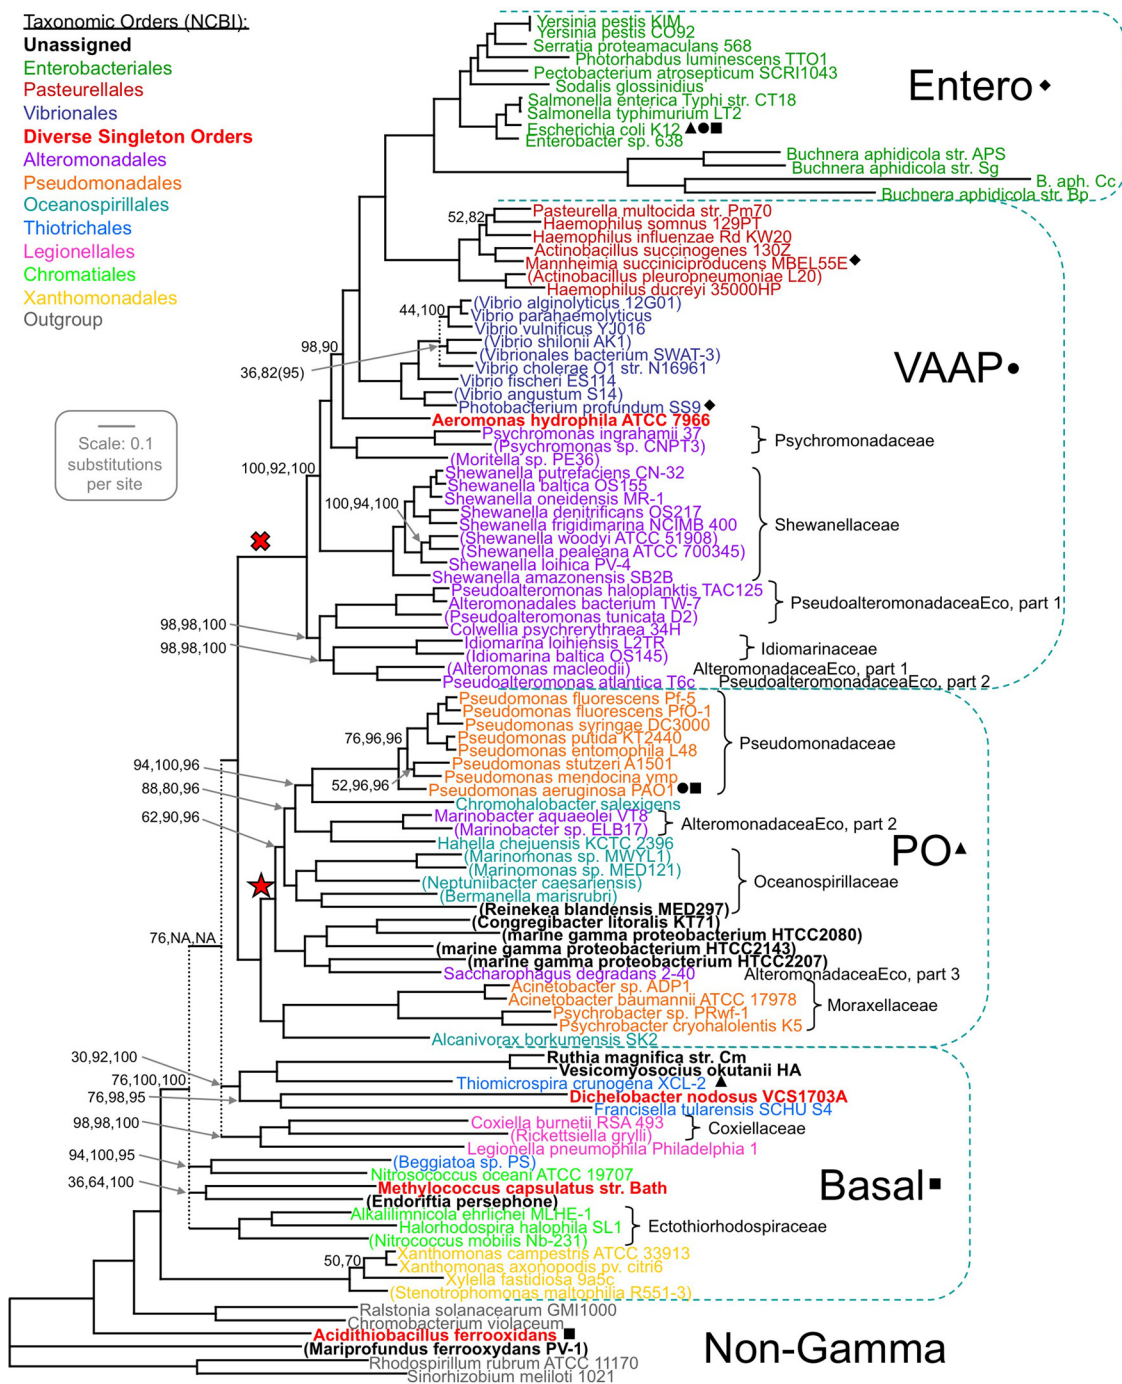 Taxonomic Orders (NCBI):
Unassigned
Enterobacteriales
Pasteurellales
Vibrionales
Diverse Singleton Orders
Alteromonadales
Pseudomonadales
Oceanospirillales
Thiotrichales
Legionellales
Chromatiales
Xanthomonadales
Outgroup
Scale: 0.1
substitutions
per site
Yersinia pestis KIM
Yersinia pestis CO92
Serratia proteamaculans 568
Photorhabdus luminescens TTO1
Pectobacterium atrosepticum SCRI1043
Sodalis glossinidius
Salmonella enterica Typhi str. CT18
Salmonella typhimurium LT2
Escherichia coli K12 ▲●■
Enterobacter sp. 638
Buchnera aphidicola str. APS
Buchnera aphidicola str. Sg
B. aph. Cc
Buchnera aphidicola str. Bp
Entero ◆
52,82
Pasteurella multocida str. Pm70
Haemophilus somnus 129PT
Haemophilus influenzae Rd KW20
Actinobacillus succinogenes 130Z
Mannheimia succiniciproducens MBEL55E ◆
(Actinobacillus pleuropneumoniae L20)
Haemophilus ducreyi 35000HP
(Vibrio alginolyticus 12G01)
44,100
Vibrio parahaemolyticus
Vibrio vulnificus YJ016
(Vibrio shilonii AK1)
98,90
(Vibrionales bacterium SWAT-3)
36,82(95)
Vibrio cholerae O1 str. N16961
Vibrio fischeri ES114
(Vibrio angustum S14)
Photobacterium profundum SS9 ◆
VAAP ●
Aeromonas hydrophila ATCC 7966
Psychromonas ingrahamii 37
(Psychromonas sp. CNPT3)
Psychromonadaceae
(Moritella sp. PE36)
100,92,100
Shewanella putrefaciens CN-32
Shewanella baltica OS155
Shewanella oneidensis MR-1
100,94,100
Shewanella denitrificans OS217
Shewanella frigidimarina NCIMB 400
Shewanellaceae
(Shewanella woodyi ATCC 51908)
(Shewanella pealeana ATCC 700345)
Shewanella loihica PV-4
Shewanella amazonensis SB2B
Pseudoalteromonas haloplanktis TAC125
Alteromonadales bacterium TW-7
PseudoalteromonadaceaEco, part 1
(Pseudoalteromonas tunicata D2)
98,98,100
Colwellia psychrerythraea 34H
Idiomarina loihiensis L2TR
98,98,100
Idiomarinaceae
(Idiomarina baltica OS145)
(Alteromonas macleodii)
AlteromonadaceaEco, part 1
Pseudoalteromonas atlantica T6c
PseudoalteromonadaceaEco, part 2
Pseudomonas fluorescens Pf-5
Pseudomonas fluorescens PfO-1
Pseudomonas syringae DC3000
76,96,96
Pseudomonas putida KT2440
Pseudomonadaceae
Pseudomonas entomophila L48
94,100,96
Pseudomonas stutzeri A1501
Pseudomonas mendocina ymp
88,80,96
52,96,96
Pseudomonas aeruginosa PAO1 ●■
Chromohalobacter salexigens
62,90,96
Marinobacter aquaeolei VT8
AlteromonadaceaEco, part 2
(Marinobacter sp. ELB17)
Hahella chejuensis KCTC 2396
PO ▲
(Marinomonas sp. MWYL1)
(Marinomonas sp. MED121)
(Neptuniibacter caesariensis)
Oceanospirillaceae
(Bermanella marisrubri)
(Reinekea blandensis MED297)
(Congregibacter litoralis KT71)
(marine gamma proteobacterium HTCC2080)
76,NA,NA
(marine gamma proteobacterium HTCC2143)
(marine gamma proteobacterium HTCC2207)
Saccharophagus degradans 2-40
AlteromonadaceaEco, part 3
Acinetobacter sp. ADP1
Acinetobacter baumannii ATCC 17978
Moraxellaceae
Psychrobacter sp. PRwf-1
Psychrobacter cryohalolentis K5
Alcanivorax borkumensis SK2
30,92,100
Ruthia magnifica str. Cm
Vesicomyosocius okutanii HA
76,100,100
Thiomicrospira crunogena XCL-2 ▲
76,98,95
Dichelobacter nodosus VCS1703A
Francisella tularensis SCHU S4
98,98,100
Coxiella burnetii RSA 493
Coxiellaceae
(Rickettsiella grylli)
Legionella pneumophila Philadelphia 1
94,100,95
(Beggiatoa sp. PS)
Nitrosococcus oceani ATCC 19707
36,64,100
Methylococcus capsulatus str. Bath
Basal ■
(Endoriftia persephone)
Alkalilimnicola ehrlichei MLHE-1
Halorhodospira halophila SL1
Ectothiorhodospiraceae
(Nitrococcus mobilis Nb-231)
Xanthomonas campestris ATCC 33913
50,70
Xanthomonas axonopodis pv. citri6
Xylella fastidiosa 9a5c
(Stenotrophomonas maltophilia R551-3)
Ralstonia solanacearum GMI1000
Chromobacterium violaceum
Acidithiobacillus ferrooxidans ■
(Mariprofundus ferrooxydans PV-1)
Non-Gamma
Rhodospirillum rubrum ATCC 11170
Sinorhizobium meliloti 1021